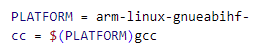 PLATFORM = arm-linux-gnueabihf-
cc = $(PLATFORM)gcc